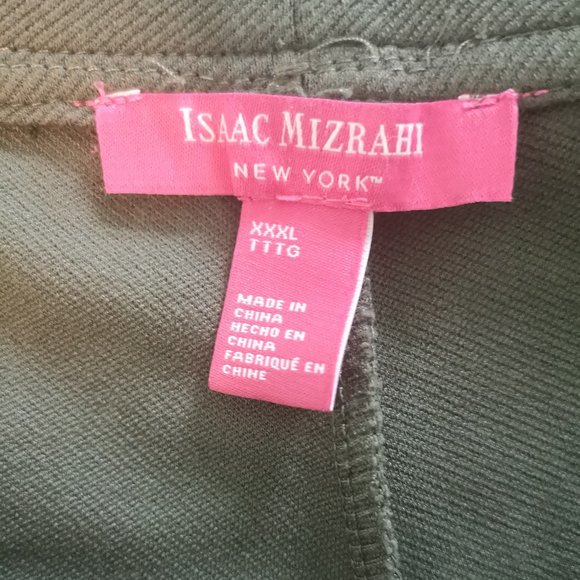 ISAAC MIZRAHI
NEW YORK™
XXXL
TTTG
MADE IN
CHINA
HECHO EN
CHINA
FABRIQUÉ EN
CHINE